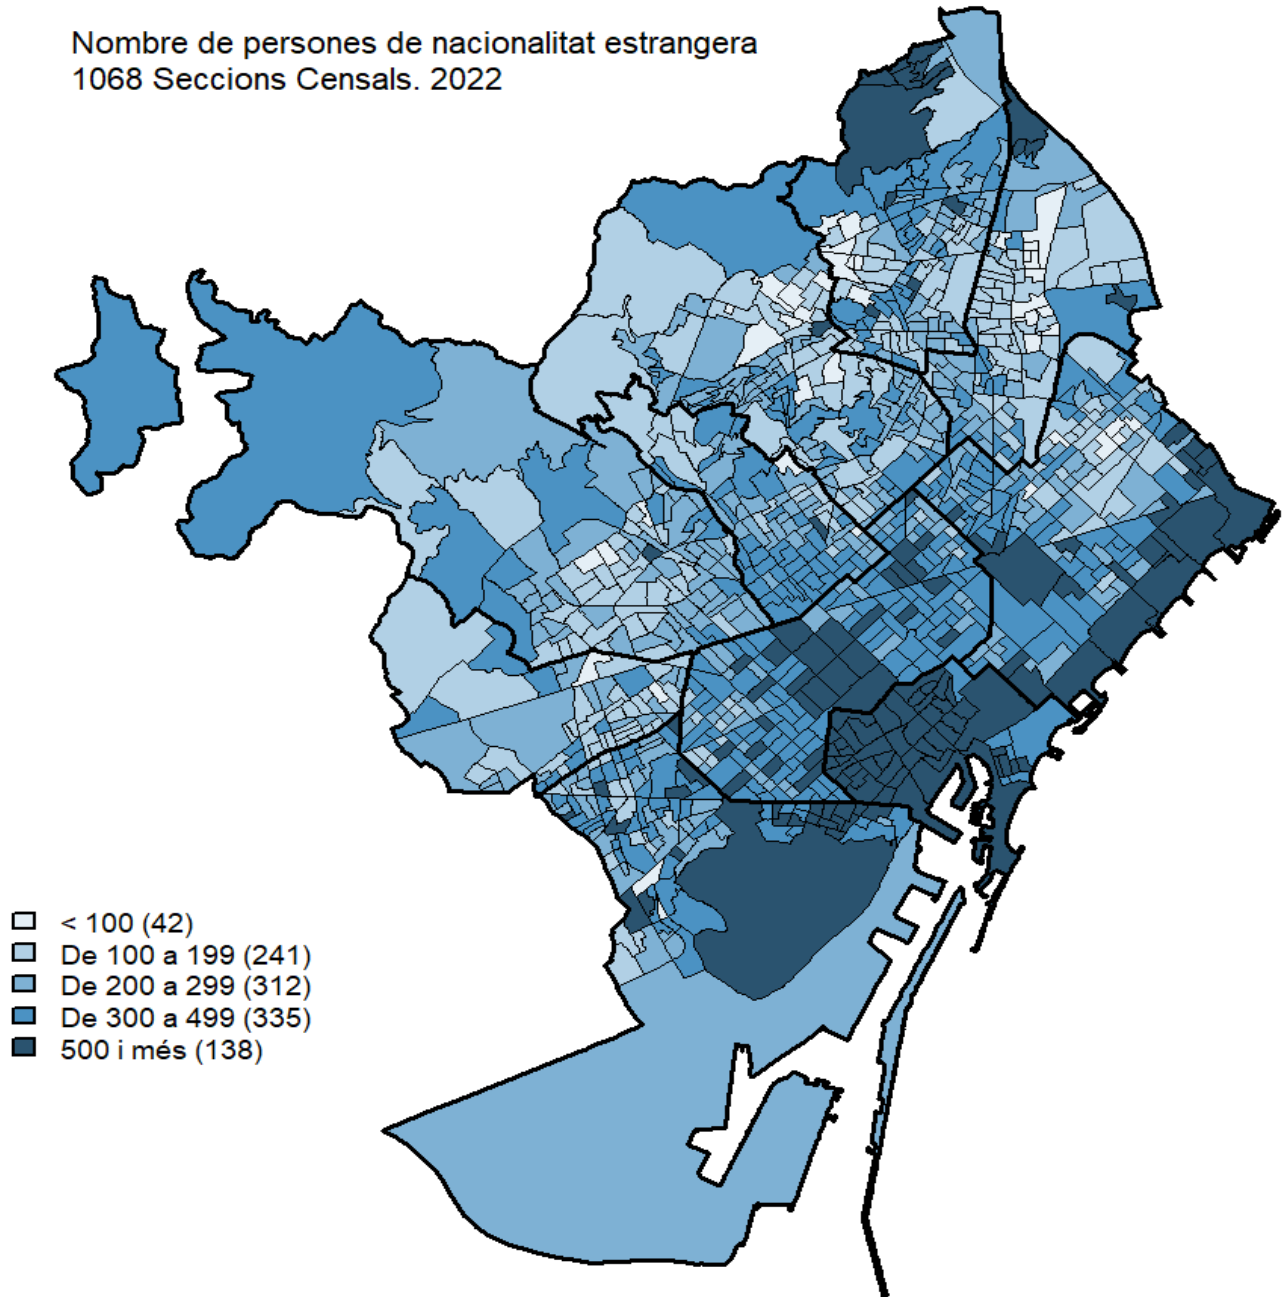 Nombre de persones de nacionalitat estrangera
1068 Seccions Censals. 2022
< 100 (42)
De 100 a 199 (241)
De 200 a 299 (312)
De 300 a 499 (335)
500 i més (138)